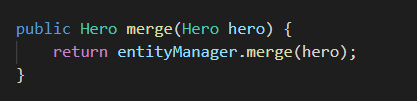 public Hero merge(Hero hero) {
    return entityManager.merge(hero);
}